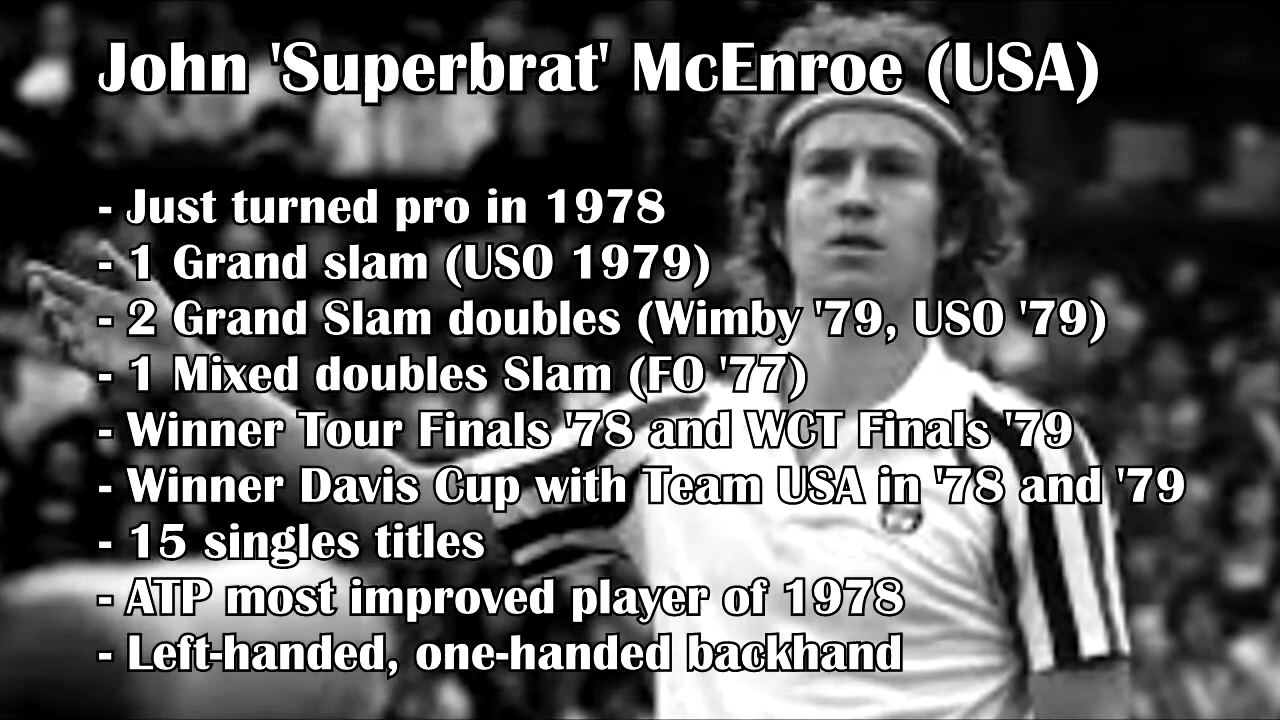 John 'Superbrat' McEnroe (USA)
- Just turned pro in 1978
- 1 Grand slam (USO 1979)
- 2 Grand Slam doubles (Wimby '79, USO '79)
- 1 Mixed doubles Slam (FO '77)
- Winner Tour Finals '78 and WCT Finals '79
- Winner Davis Cup with Team USA in '78 and '79
- 15 singles titles
- ATP most improved player of 1978
- Left-handed, one-handed backhand